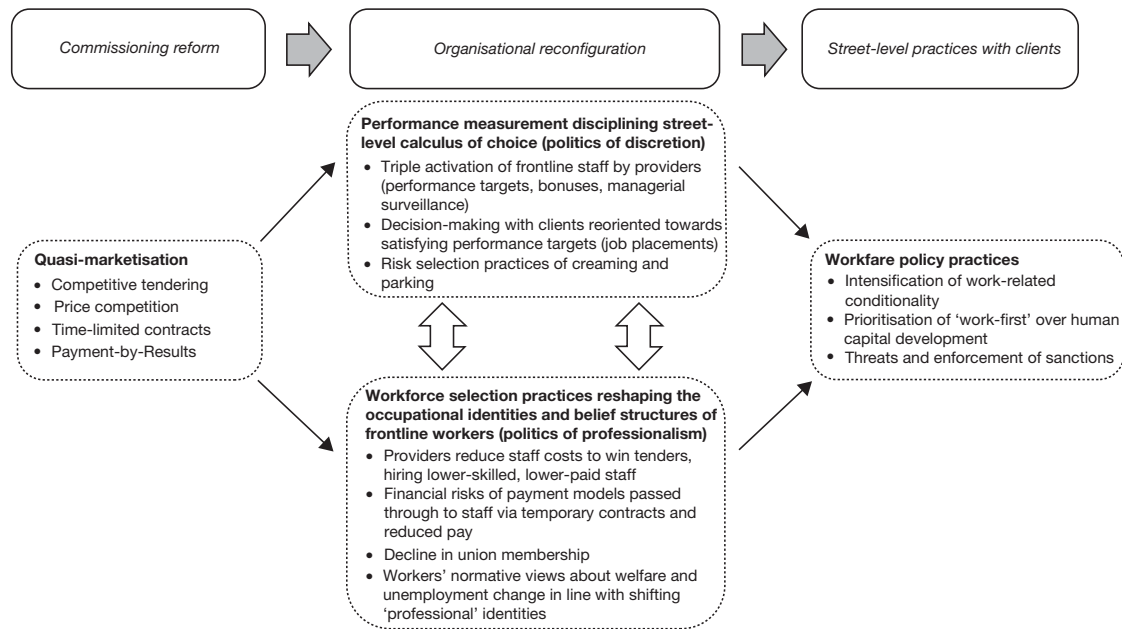 Commissioning reform
Organisational reconfiguration
Street-level practices with clients
Performance measurement disciplining street-
level calculus of choice (politics of discretion)
• Triple activation of frontline staff by providers
(performance targets, bonuses, managerial
surveillance)
• Decision-making with clients reoriented towards
satisfying performance targets (job placements)
• Risk selection practices of creaming and
parking
Quasi-marketisation
• Competitive tendering
• Price competition
• Time-limited contracts
• Payment-by-Results
Workfare policy practices
• Intensification of work-related
conditionality
• Prioritisation of ‘work-first’ over human
capital development
• Threats and enforcement of sanctions
Workforce selection practices reshaping the
occupational identities and belief structures of
frontline workers (politics of professionalism)
• Providers reduce staff costs to win tenders,
hiring lower-skilled, lower-paid staff
• Financial risks of payment models passed
through to staff via temporary contracts and
reduced pay
• Decline in union membership
• Workers’ normative views about welfare and
unemployment change in line with shifting
‘professional’ identities